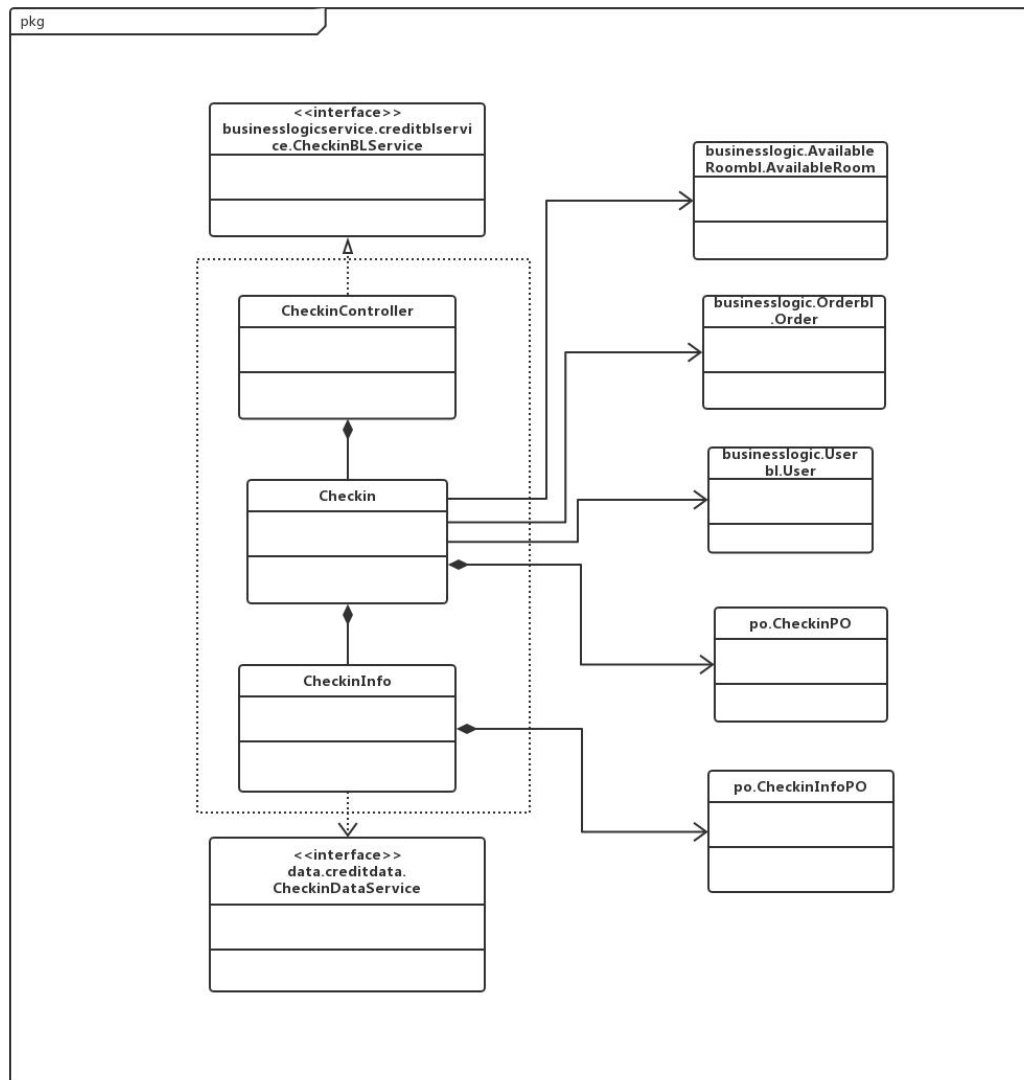 pkg
<<interface>>
businesslogicservice.creditblservi
ce.CheckinBLService
businesslogic.Available
Roombl.AvailableRoom
CheckinController
businesslogic.Orderbl
.Order
businesslogic.User
bl.User
Checkin
po.CheckinPO
CheckinInfo
po.CheckinInfoPO
<<interface>>
data.creditdata.
CheckinDataService